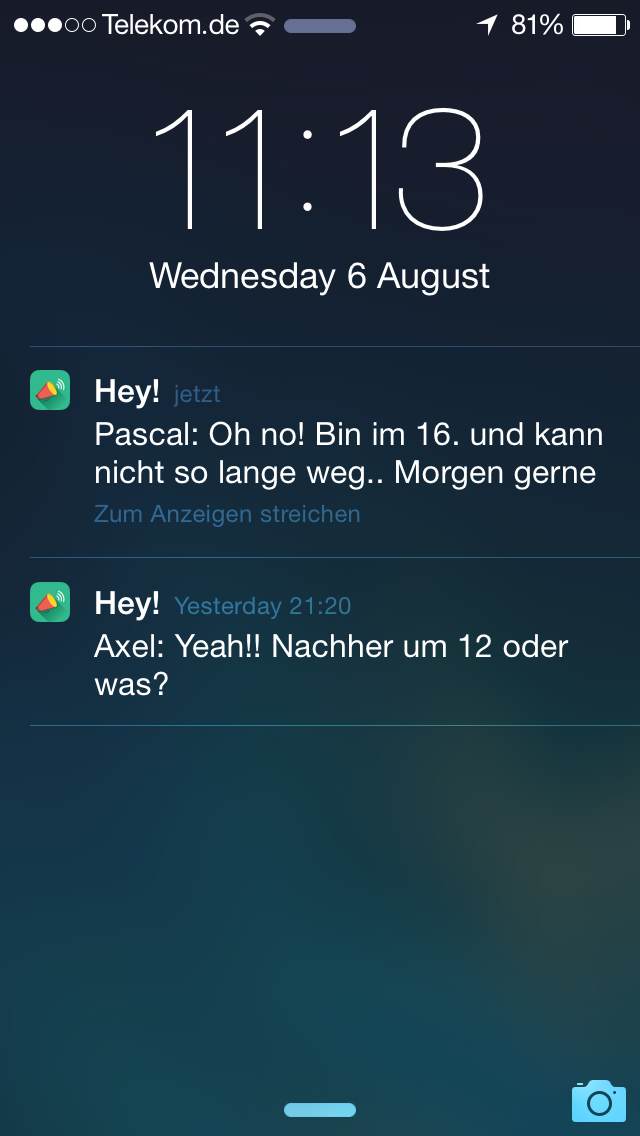 Telekom.de 81%
11:13
Wednesday 6 August
Hey! jetzt
Pascal: Oh no! Bin im 16. und kann
nicht so lange weg.. Morgen gerne
Zum Anzeigen streichen
Hey! Yesterday 21:20
Axel: Yeah!! Nachher um 12 oder
was?